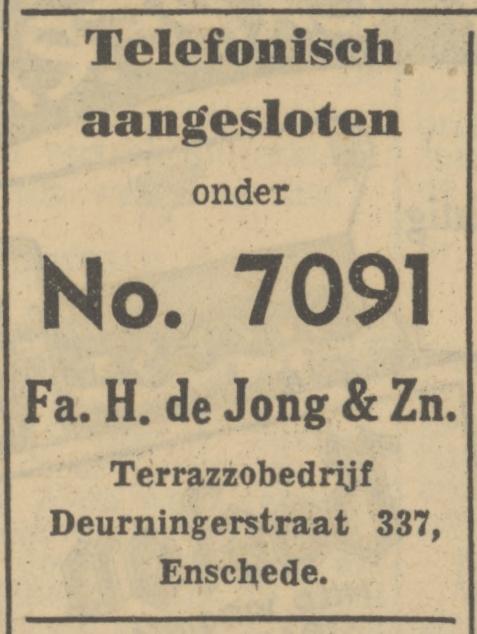 Telefonisch
aangesloten
onder
No. 7091
Fa. H. de Jong & Zn.
Terrazzobedrijf
Deurningerstraat 337,
Enschede.